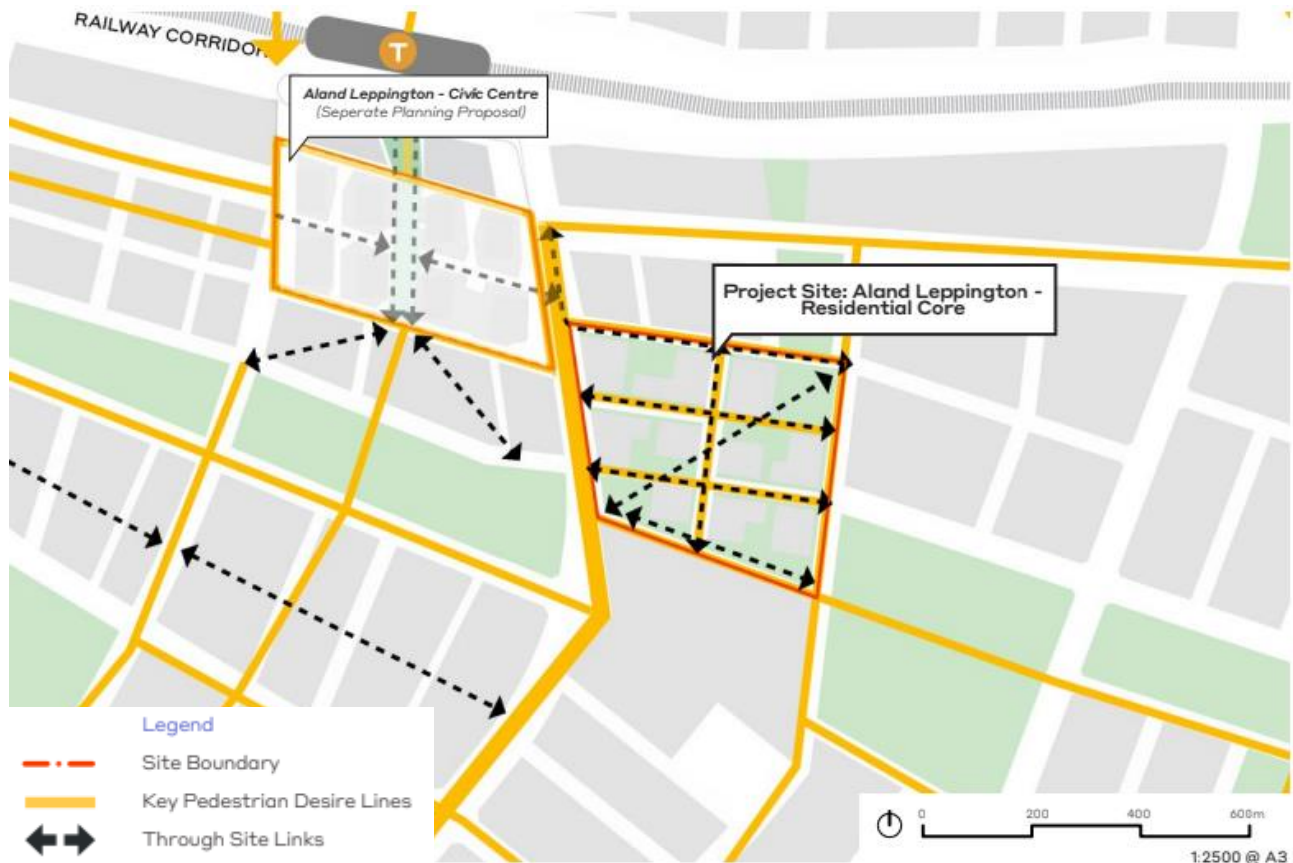 RAILWAY CORRIDOR
T
Aland Leppington - Civic Centre
(Seperate Planning Proposal)
Project Site: Aland Leppington -
Residential Core
Legend
Site Boundary
Key Pedestrian Desire Lines
Through Site Links
0 200 400 600m
1:2500 @ A3